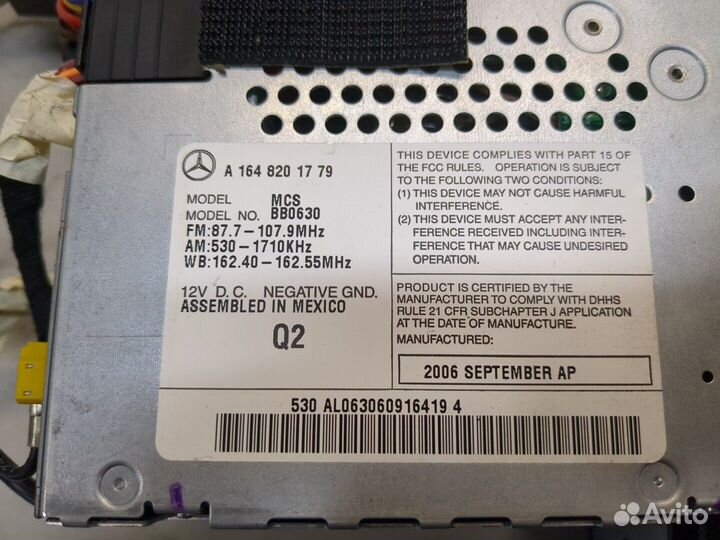 A 164 820 17 79
MODEL MCS
MODEL NO. BB0630
FM:87.7-107.9MHz
AM:530-1710KHz
WB:162.40-162.55MHz
12V D.C. NEGATIVE GND.
ASSEMBLED IN MEXICO
Q2
THIS DEVICE COMPLIES WITH PART 15 OF
THE FCC RULES. OPERATION IS SUBJECT
TO THE FOLLOWING TWO CONDITIONS:
(1) THIS DEVICE MAY NOT CAUSE HARMFUL
INTERFERENCE.
(2) THIS DEVICE MUST ACCEPT ANY INTER-
FERENCE RECEIVED INCLUDING INTER-
FERENCE THAT MAY CAUSE UNDESIRED
OPERATION.
PRODUCT IS CERTIFIED BY THE
MANUFACTURER TO COMPLY WITH DHHS
RULE 21 CFR SUBCHAPTER J APPLICATION
AT THE DATE OF MANUFACTURE.
MANUFACTURED:
2006 SEPTEMBER AP
530 AL063060916419 4
Avito